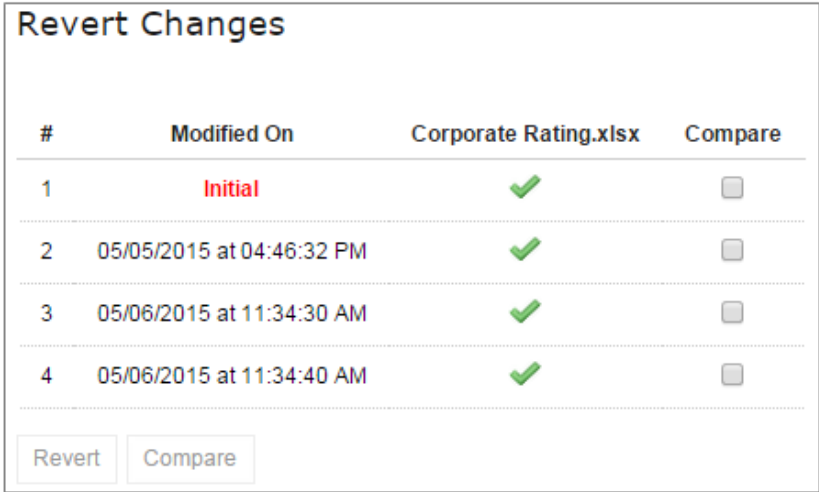 Revert Changes
# Modified On Corporate Rating.xlsx Compare
1 Initial
2 05/05/2015 at 04:46:32 PM
3 05/06/2015 at 11:34:30 AM
4 05/06/2015 at 11:34:40 AM
Revert Compare